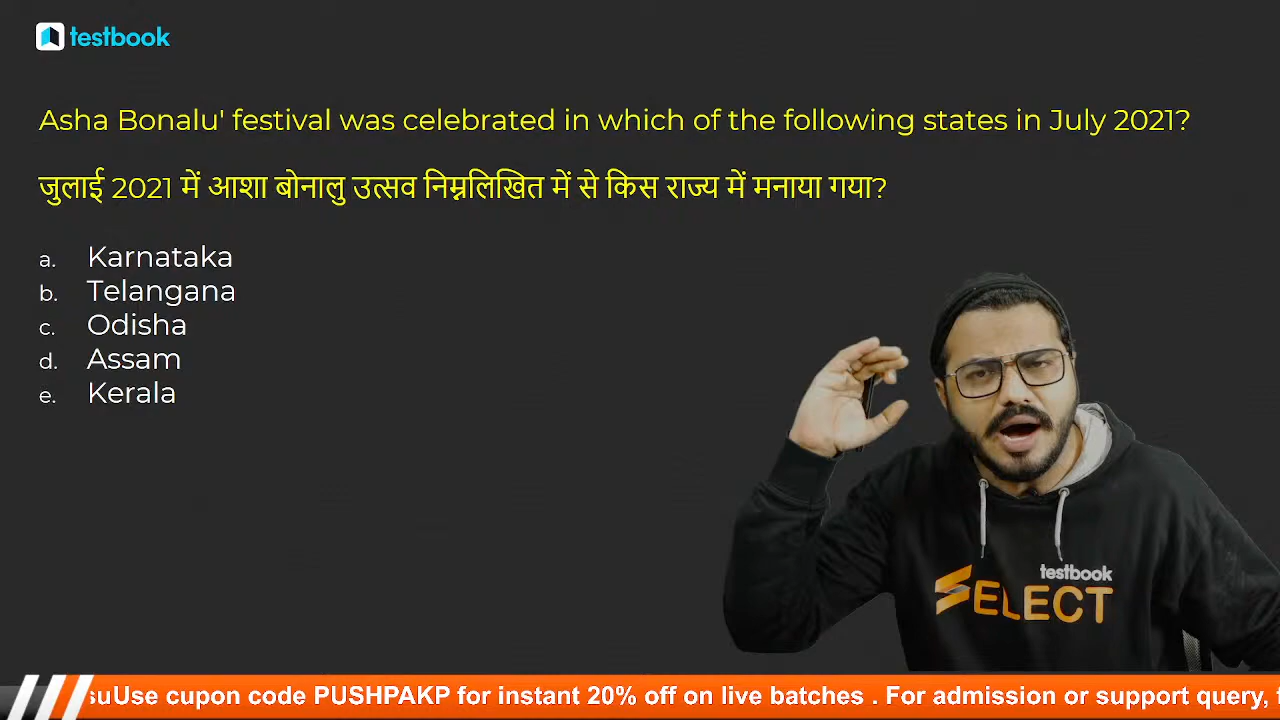 testbook
Asha Bonalu' festival was celebrated in which of the following states in July 2021?
जुलाई 2021 में आशा बोनालु उत्सव निम्नलिखित में से किस राज्य में मनाया गया?
a. Karnataka
b. Telangana
c. Odisha
d. Assam
e. Kerala
testbook
SELECT
suUse cupon code PUSHPAKP for instant 20% off on live batches . For admission or support query,